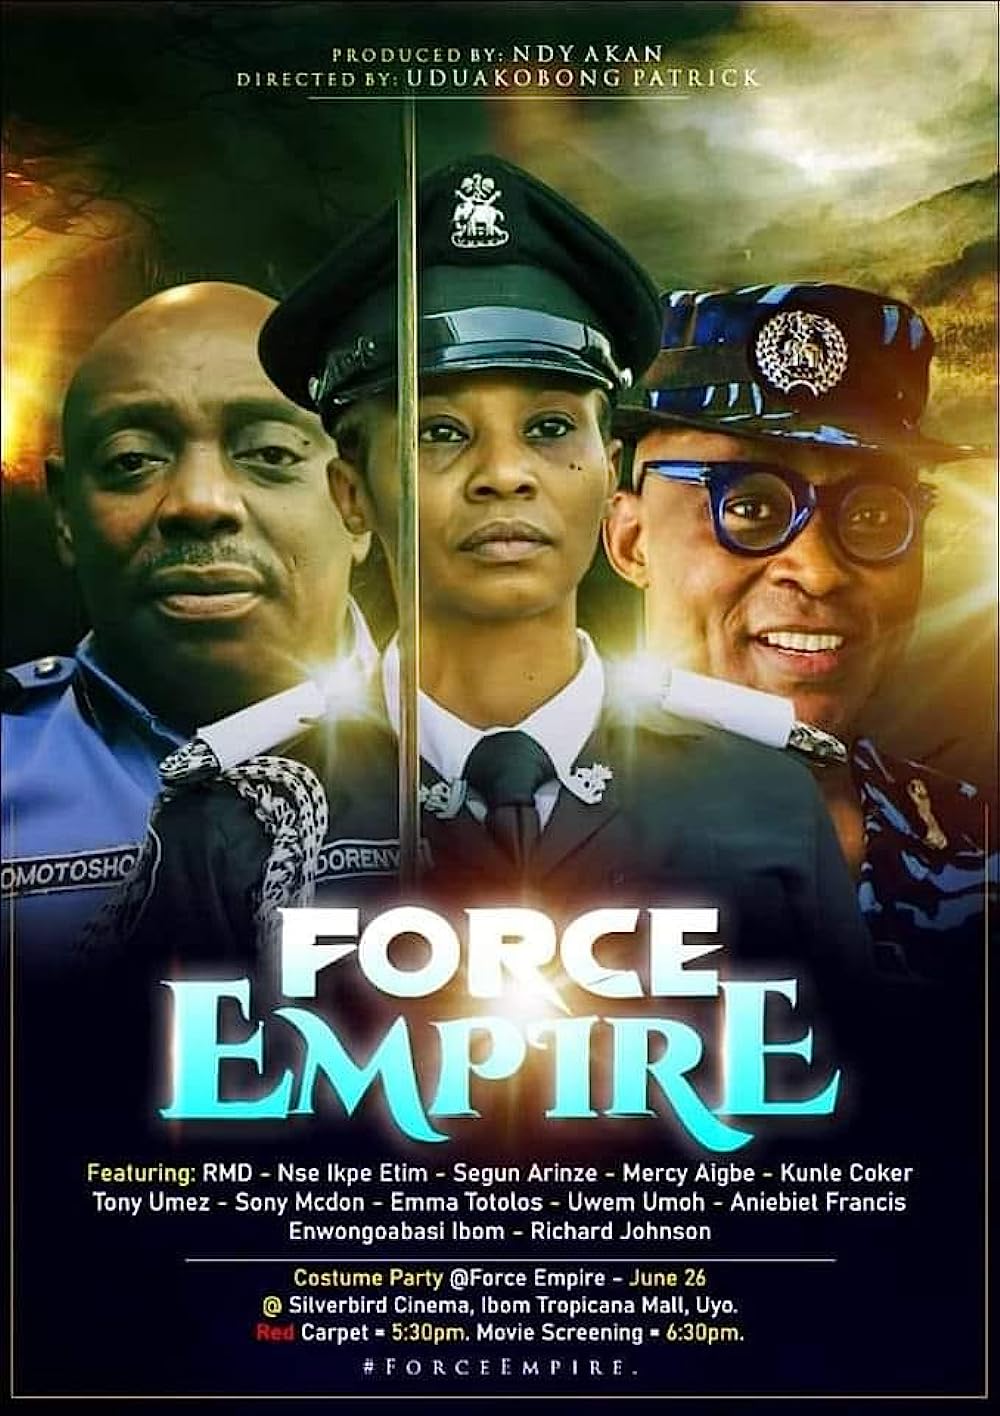 PRODUCED BY: NDY AKAN
DIRECTED BY: UDUAKOBONG PATRICK
OMOTOSHO
FORCE
EMPIRE
Featuring: RMD - Nse Ikpe Etim - Segun Arinze - Mercy Aigbe - Kunle Coker
Tony Umez - Sony Mcdon - Emma Totolos - Uwem Umoh - Aniebiet Francis
Enwongoabasi Ibom - Richard Johnson
Costume Party @Force Empire - June 26
@ Silverbird Cinema, Ibom Tropicana Mall, Uyo.
Red Carpet = 5:30pm. Movie Screening = 6:30pm.
#FORCEEMPIRE.